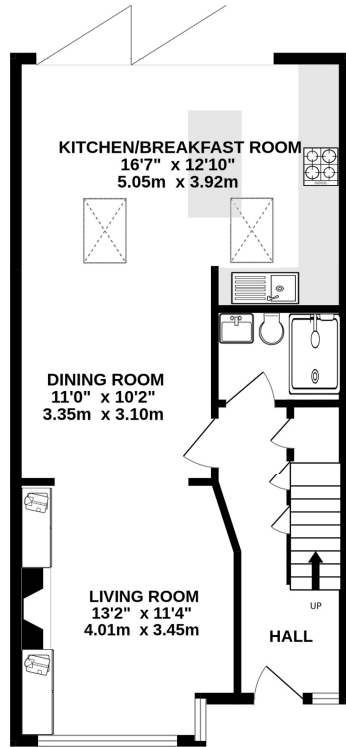 KITCHEN/BREAKFAST ROOM
16'7" x 12'10"
5.05m x 3.92m
DINING ROOM
11'0" x 10'2"
3.35m x 3.10m
LIVING ROOM
13'2" x 11'4"
4.01m x 3.45m
UP
HALL